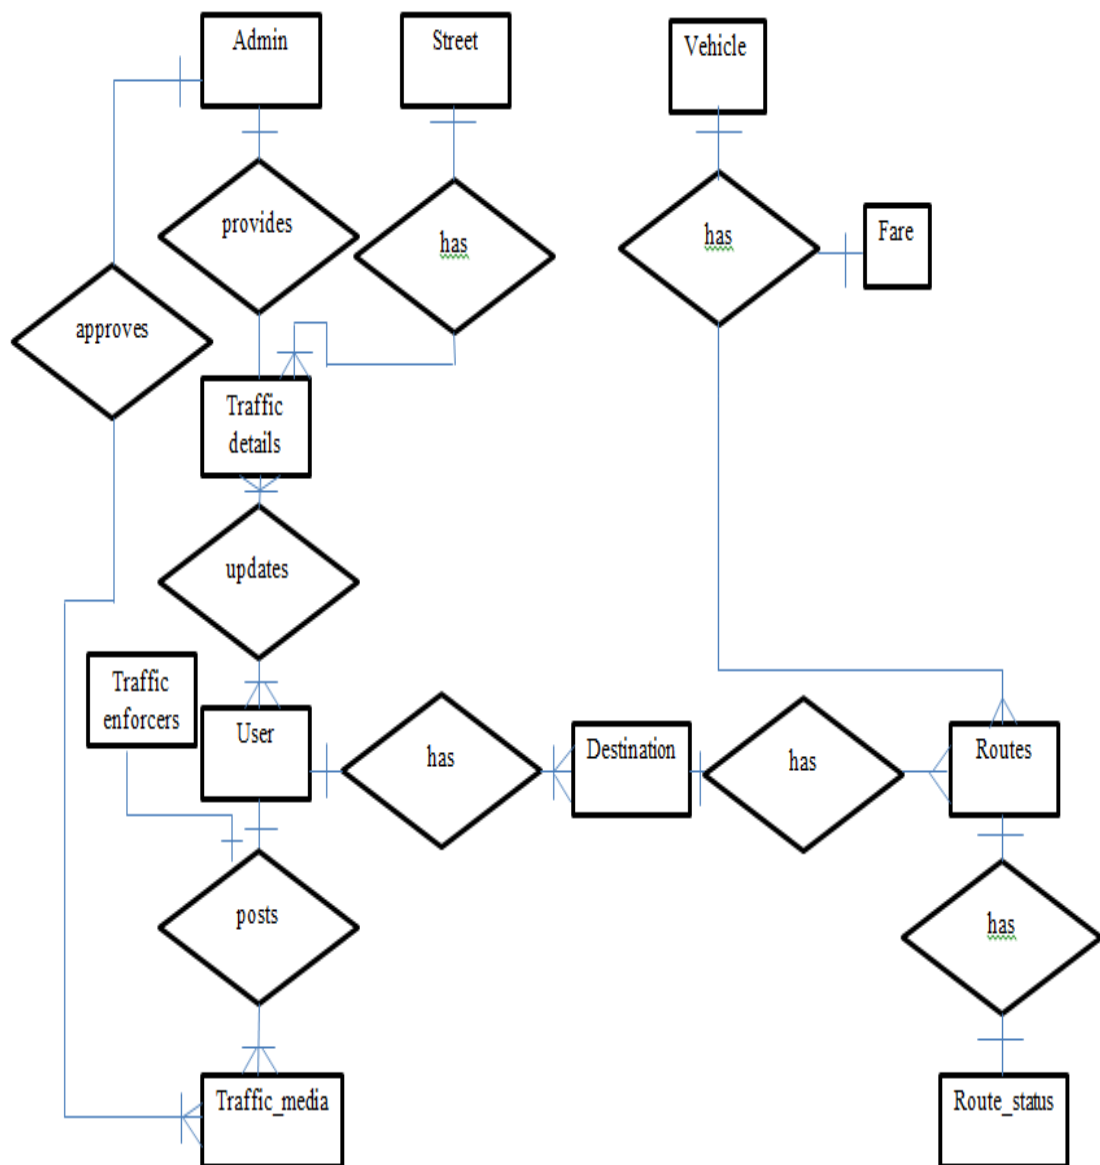 Admin
Street
Vehicle
provides
has
has
Fare
approves
Traffic
details
updates
Traffic
enforcers
User
has
Destination
has
Routes
posts
has
Traffic_media
Route_status